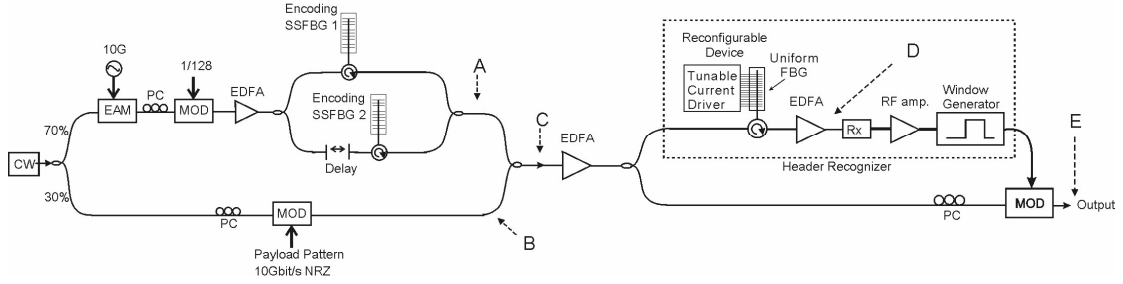 10G
1/128
PC
EDFA
EAM
MOD
Encoding
SSFBG 1
Encoding
SSFBG 2
Delay
70%
CW
30%
PC
MOD
Payload Pattern
10Gbit/s NRZ
A
B
C
EDFA
Reconfigurable
Device
Uniform
FBG
Tunable
Current
Driver
EDFA
D
Rx
RF amp.
Window
Generator
Header Recognizer
E
PC
MOD
Output